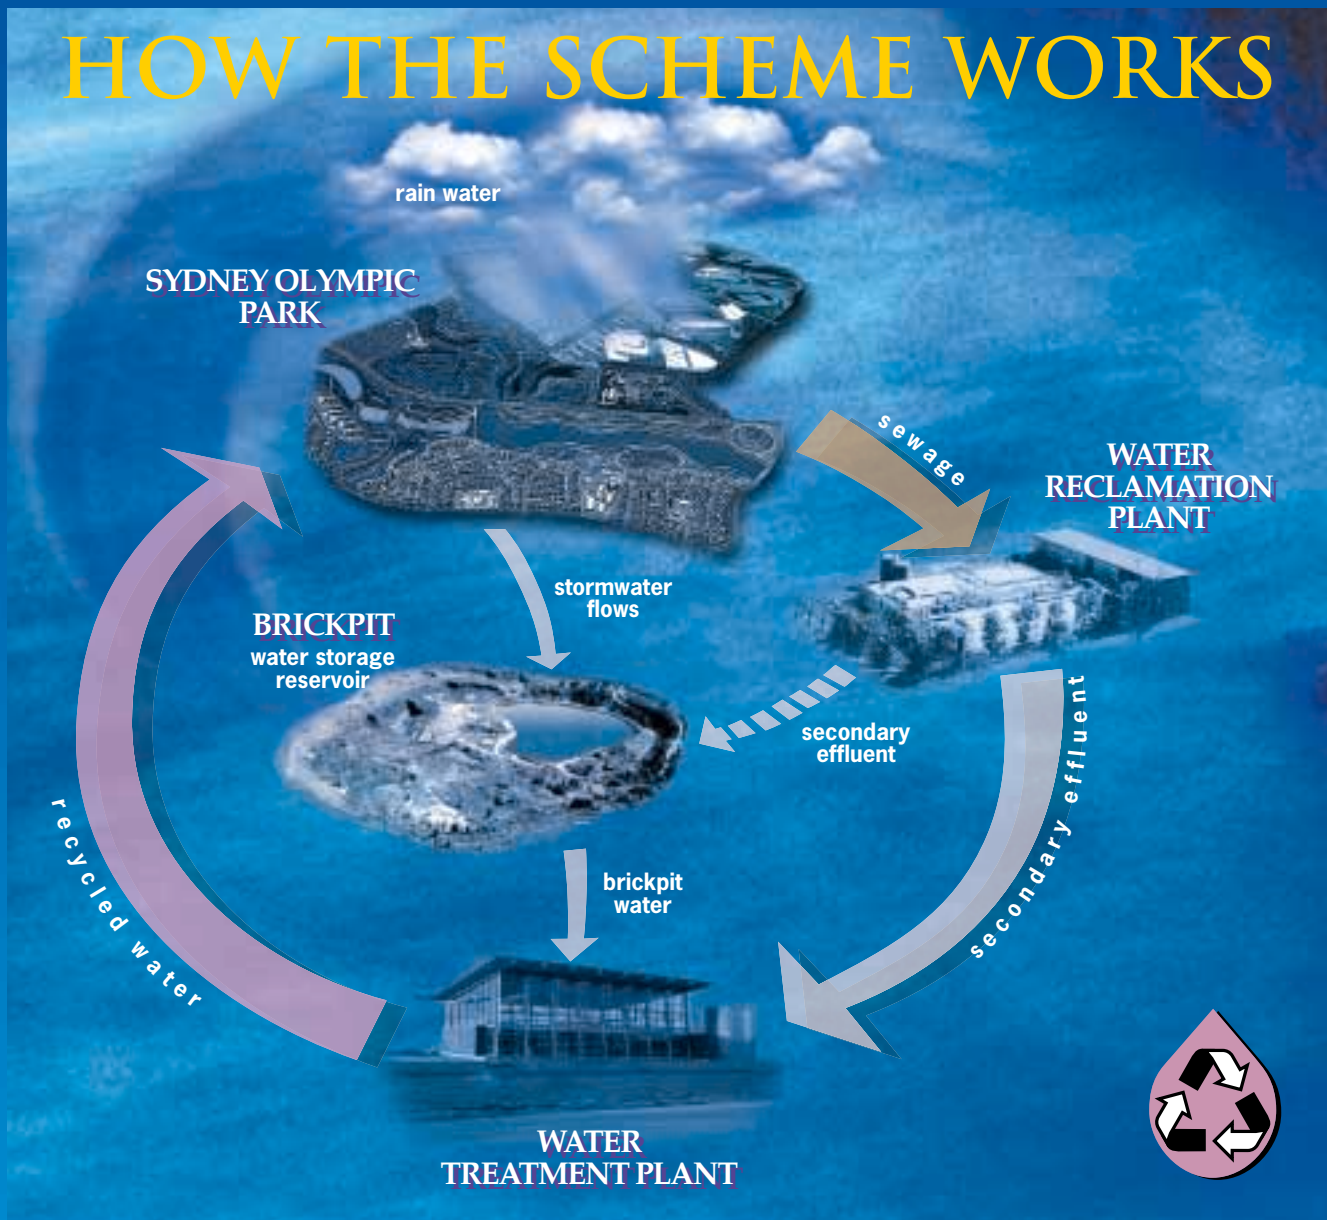 HOW THE SCHEME WORKS
rain water
SYDNEY OLYMPIC
PARK
sewage
WATER
RECLAMATION
PLANT
stormwater
flows
BRICKPIT
water storage
reservoir
secondary
effluent
secondary effluent
recycled water
brickpit
water
WATER
TREATMENT PLANT